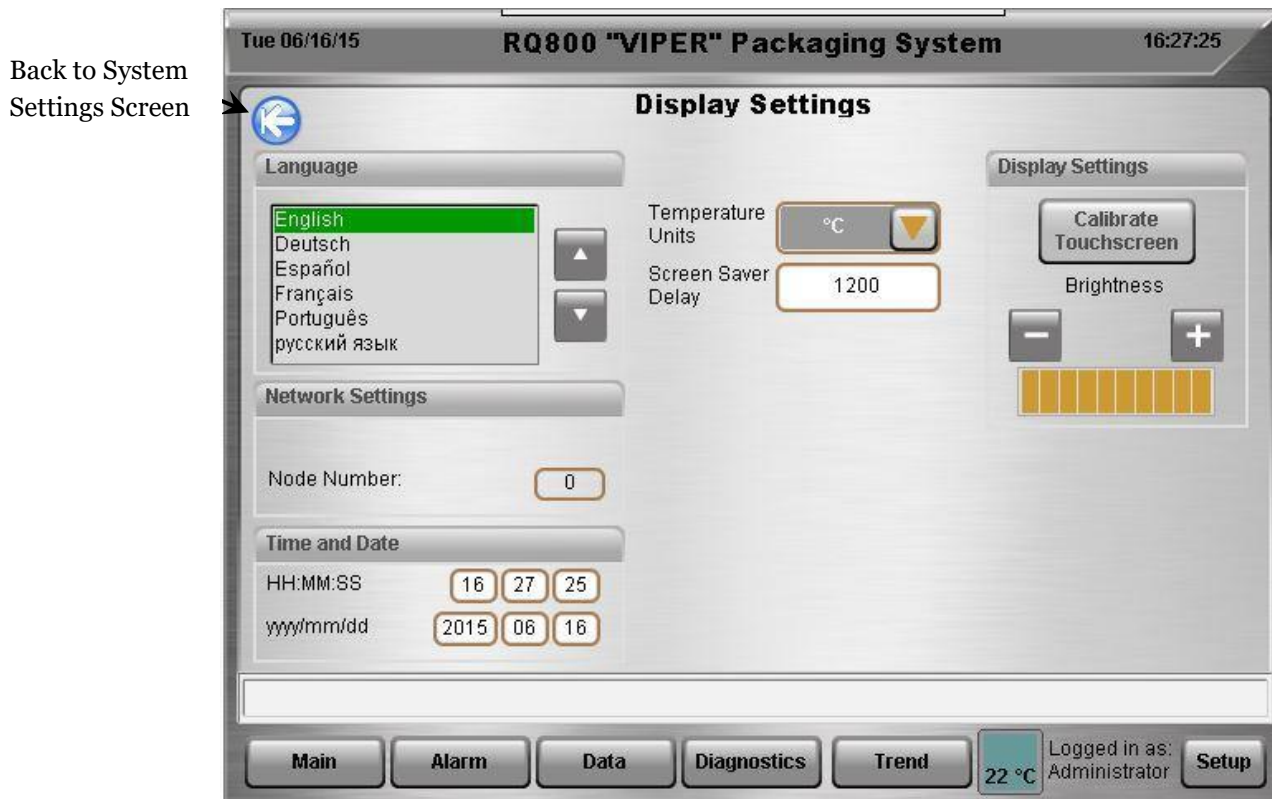 Tue 06/16/15
RQ800 "VIPER" Packaging System
16:27:25
Back to System
Settings Screen
Display Settings
Language
English
Deutsch
Español
Français
Português
русский язык
Temperature
Units
°C
Screen Saver
Delay
1200
Display Settings
Calibrate
Touchscreen
Brightness
Network Settings
Node Number:
0
Time and Date
HH:MM:SS
16 27 25
yyyy/mm/dd
2015 06 16
Main
Alarm
Data
Diagnostics
Trend
22 °C
Logged in as:
Administrator
Setup